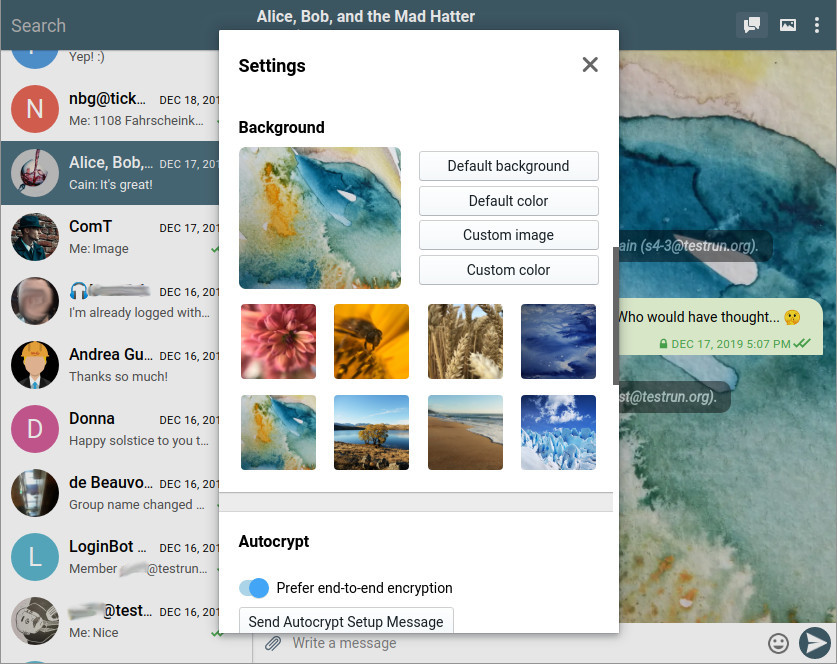 Search
Alice, Bob, and the Mad Hatter
Yep! :)
N
nbg@tick… DEC 18, 201
Me: 1108 Fahrscheink…
Alice, Bob,… DEC 17, 201
Cain: It's great!
ComT DEC 17, 201
Me: Image
DEC 16, 201
I'm already logged with…
Andrea Gu… DEC 16, 201
Thanks so much!
D
Donna DEC 16, 201
Happy solstice to you t…
de Beauvo… DEC 16, 201
Group name changed …
L
LoginBot … DEC 16, 201
Member @testrun…
@test… DEC 16, 201
Me: Nice
Settings
Background
Default background
Default color
Custom image
Custom color
Autocrypt
Prefer end-to-end encryption
Send Autocrypt Setup Message
ain (s4-3@testrun.org).
Who would have thought… 🤔
DEC 17, 2019 5:07 PM
st@testrun.org).
Write a message